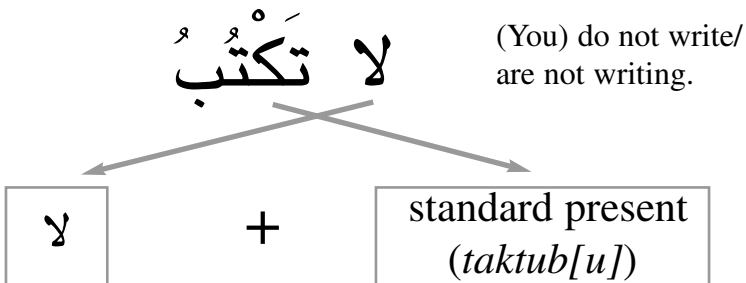 لا تَكْتُبُ
(You) do not write/
are not writing.
لا + standard present
(taktub[u])